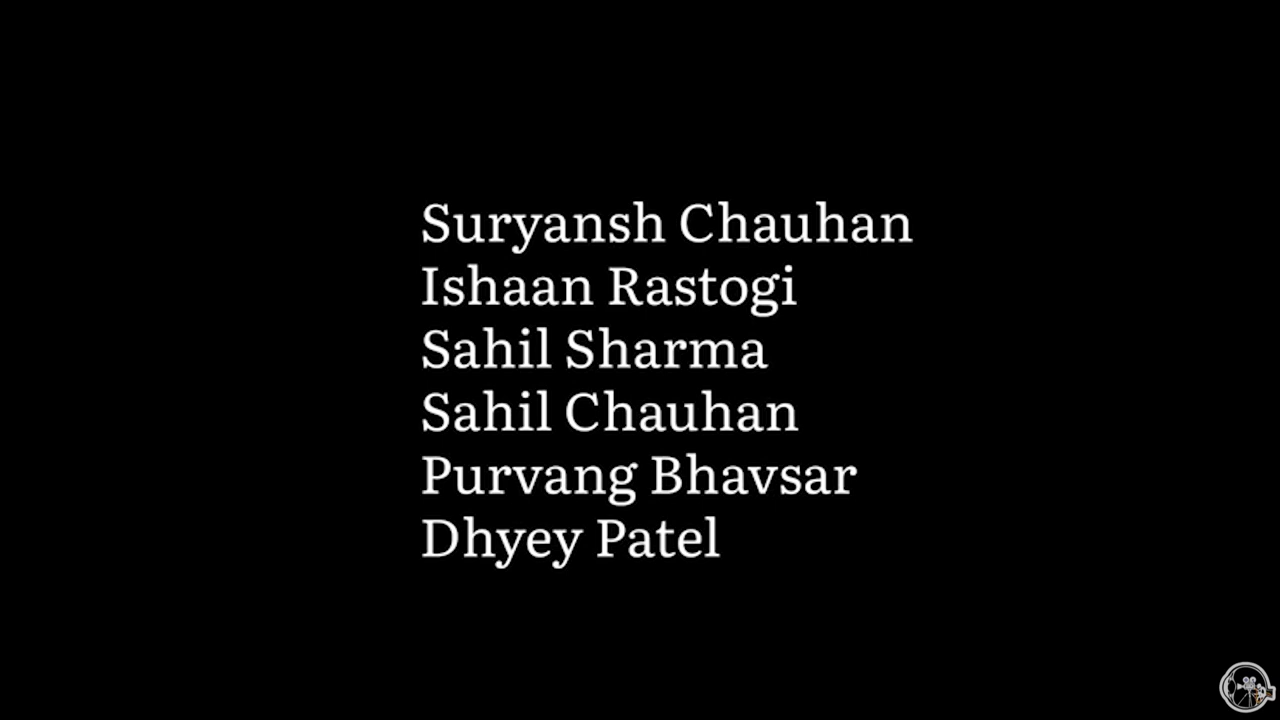 Suryansh Chauhan
Ishaan Rastogi
Sahil Sharma
Sahil Chauhan
Purvang Bhavsar
Dhyey Patel